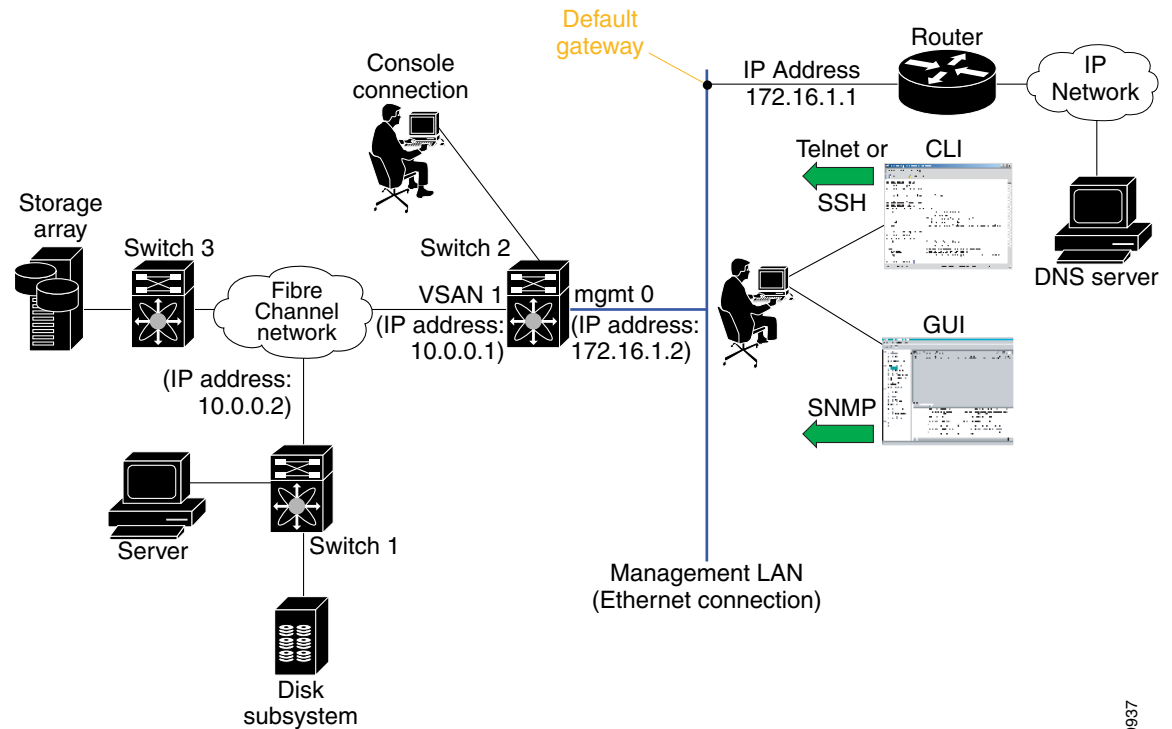 Default
gateway
Router
IP Address
172.16.1.1
IP
Network
Console
connection
Telnet or
SSH
CLI
DNS server
Storage
array
Switch 3
Switch 2
Fibre
Channel
network
VSAN 1
(IP address:
10.0.0.1)
mgmt 0
(IP address:
172.16.1.2)
GUI
SNMP
(IP address:
10.0.0.2)
Server
Switch 1
Management LAN
(Ethernet connection)
Disk
subsystem